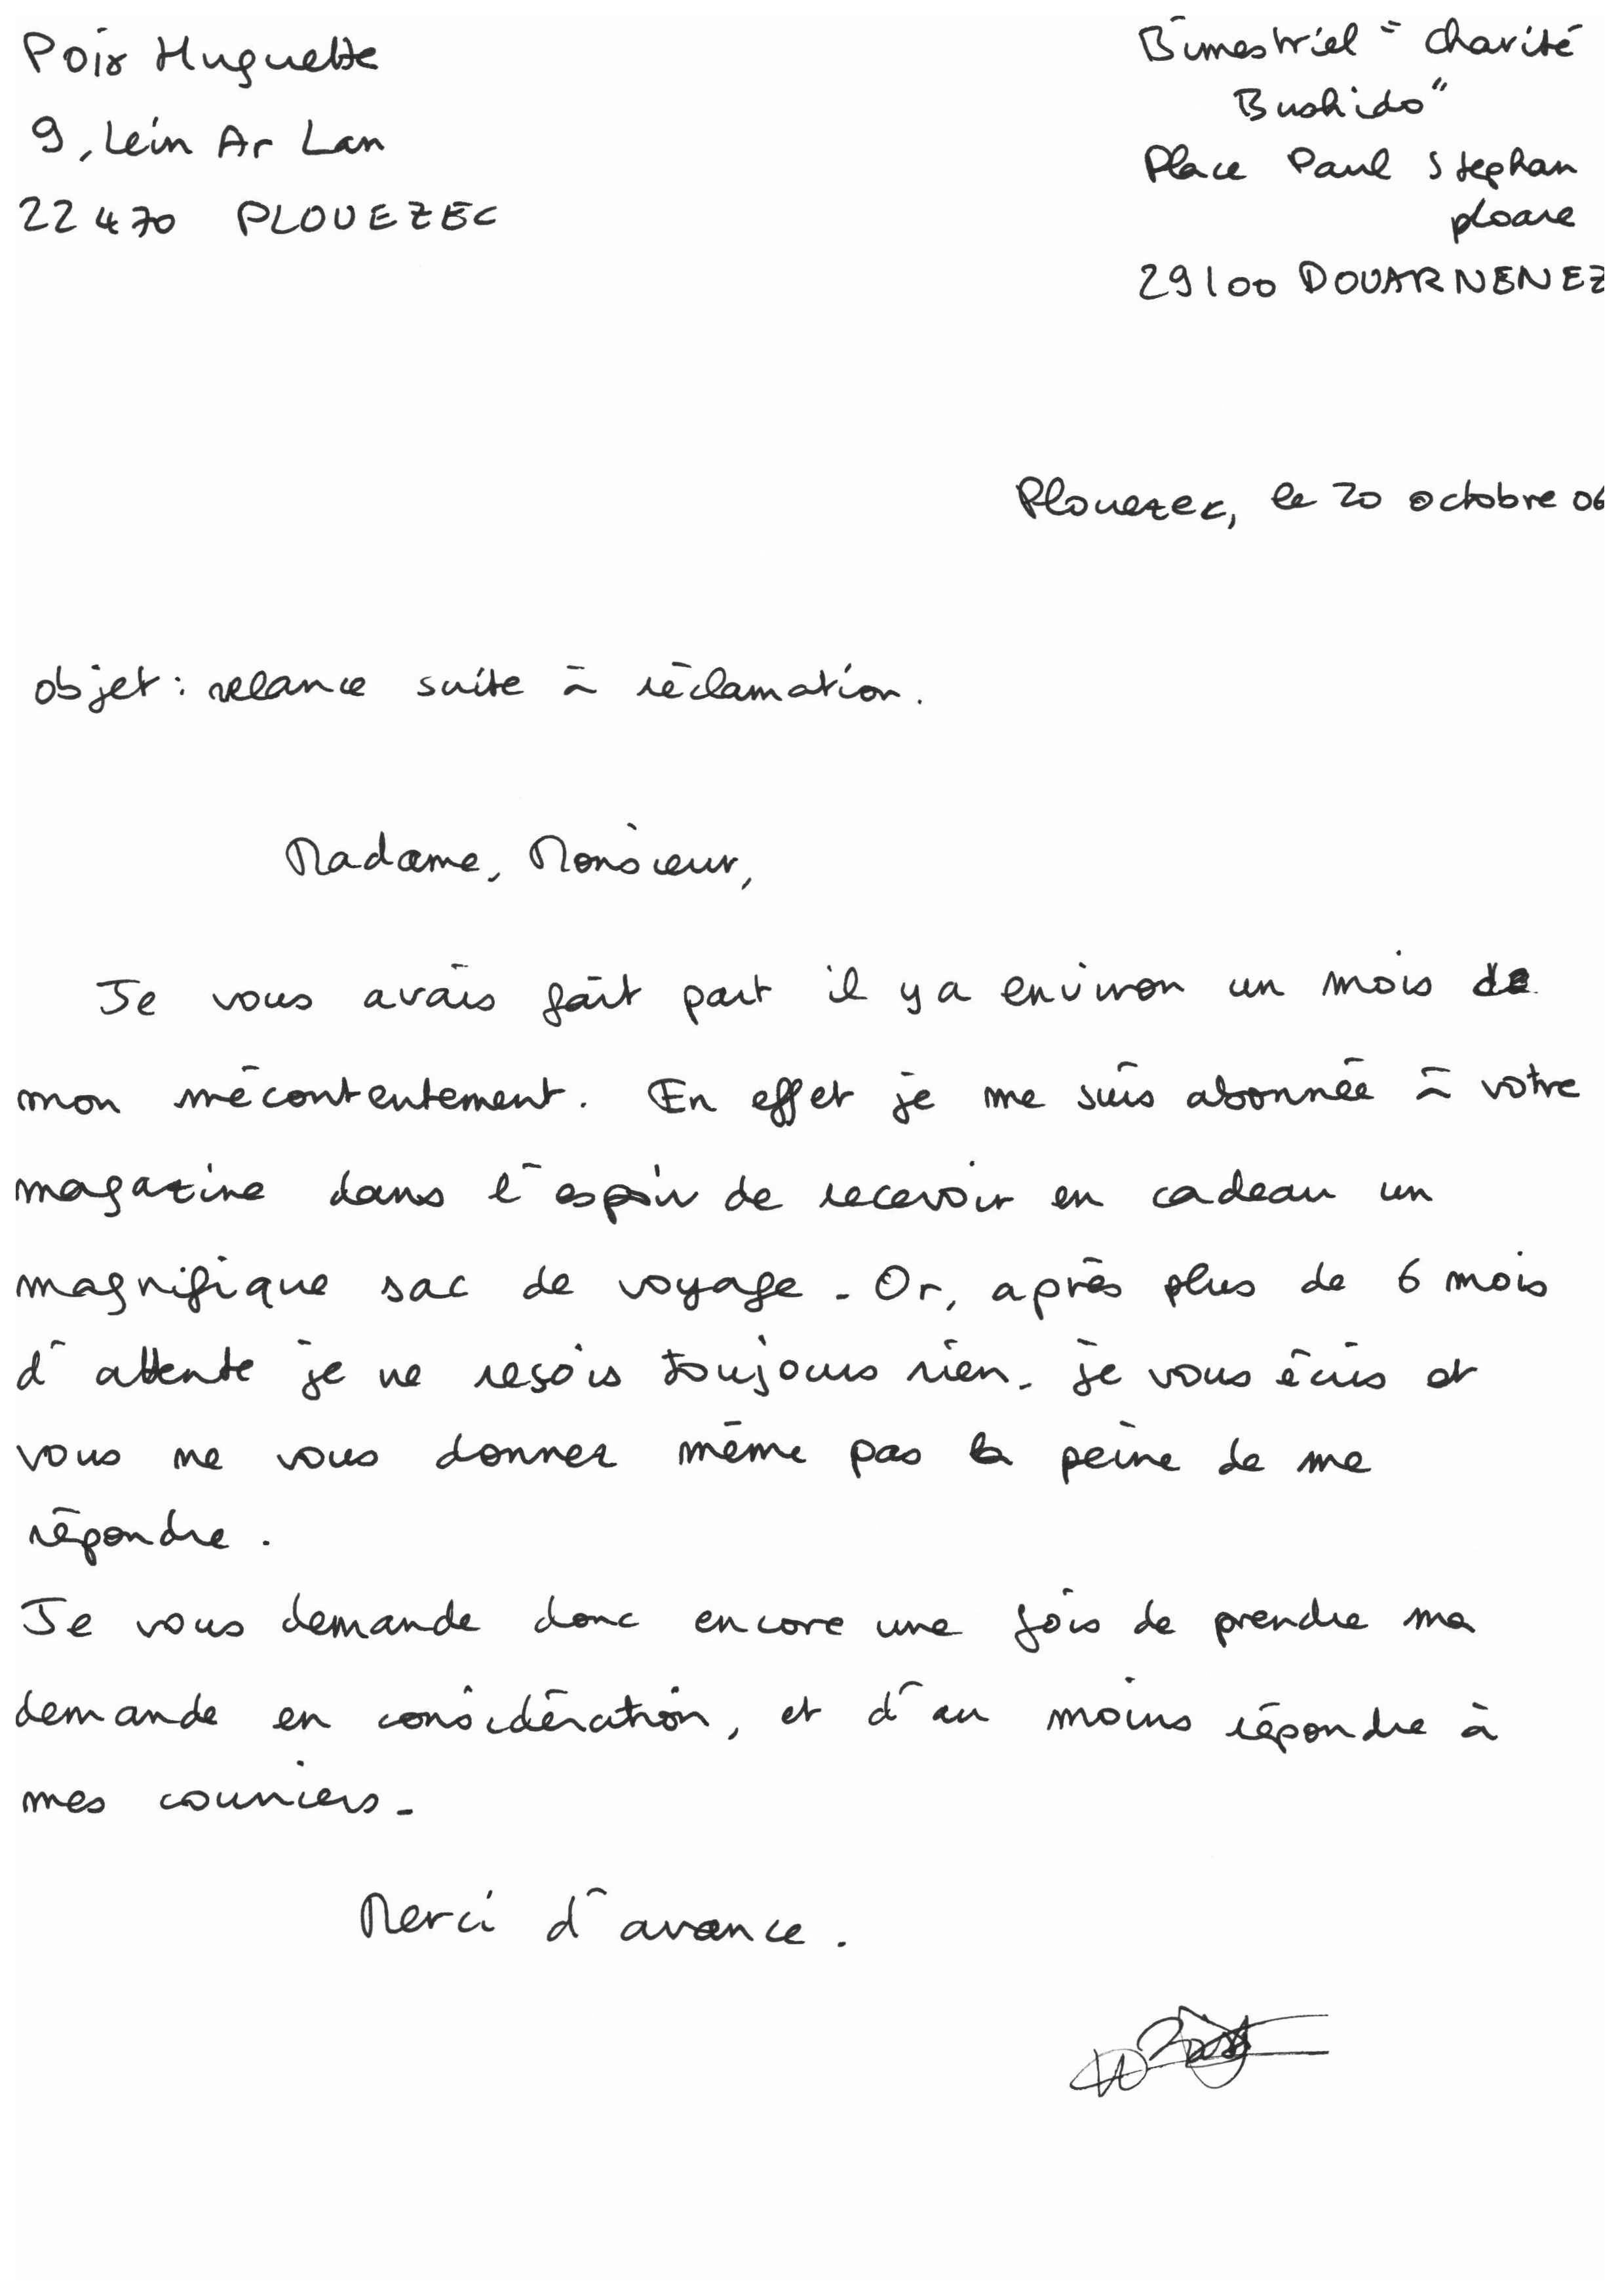 Poix Huguette
9, Lein Ar Lan
22470 PLOUEZEC
Bimestriel "charité
Bushido"
Place Paul Stephan
ploare
29100 DOUARNENEZ
Plouezec, le 20 octobre 06
objet : relance suite à réclamation.
Madame, Monsieur,
Je vous avais fait part il y a environ un mois de
mon mécontentement. En effet je me suis abonnée à votre
magazine dans l'espoir de recevoir en cadeau un
magnifique sac de voyage. Or, après plus de 6 mois
d'attente je ne reçois toujours rien. je vous écris et
vous ne vous donnez même pas la peine de me
répondre.
Je vous demande donc encore une fois de prendre ma
demande en considération, et d'au moins répondre à
mes courriers.
Merci d'avance.